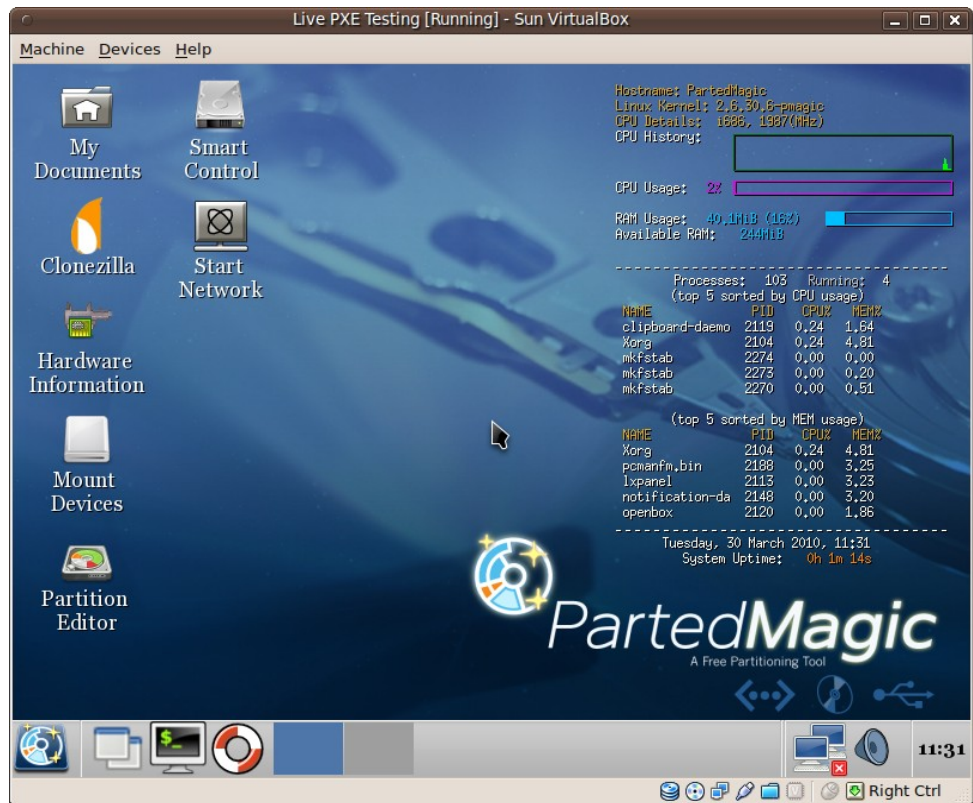 Live PXE Testing [Running] - Sun VirtualBox
Machine Devices Help
My
Documents
Smart
Control
Clonezilla
Start
Network
Hardware
Information
Mount
Devices
Partition
Editor
Hostname: PartedMagic
Linux Kernel: 2.6.30.6-pmagic
CPU Details: i686, 1987(MHz)
CPU History:
CPU Usage: 2%
RAM Usage: 40.1MiB (16%)
Available RAM: 244MiB
Processes: 103 Running: 4
(top 5 sorted by CPU usage)
NAME PID CPU% MEM%
clipboard-daemo 2119 0.24 1.64
Xorg 2104 0.24 4.81
mkfstab 2274 0.00 0.00
mkfstab 2273 0.00 0.20
mkfstab 2270 0.00 0.51
(top 5 sorted by MEM usage)
NAME PID CPU% MEM%
Xorg 2104 0.24 4.81
pcmanfm.bin 2188 0.00 3.25
lxpanel 2113 0.00 3.23
notification-da 2148 0.00 3.20
openbox 2120 0.00 1.86
Tuesday, 30 March 2010, 11:31
System Uptime: 0h 1m 14s
PartedMagic
A Free Partitioning Tool
$_
11:31
Right Ctrl